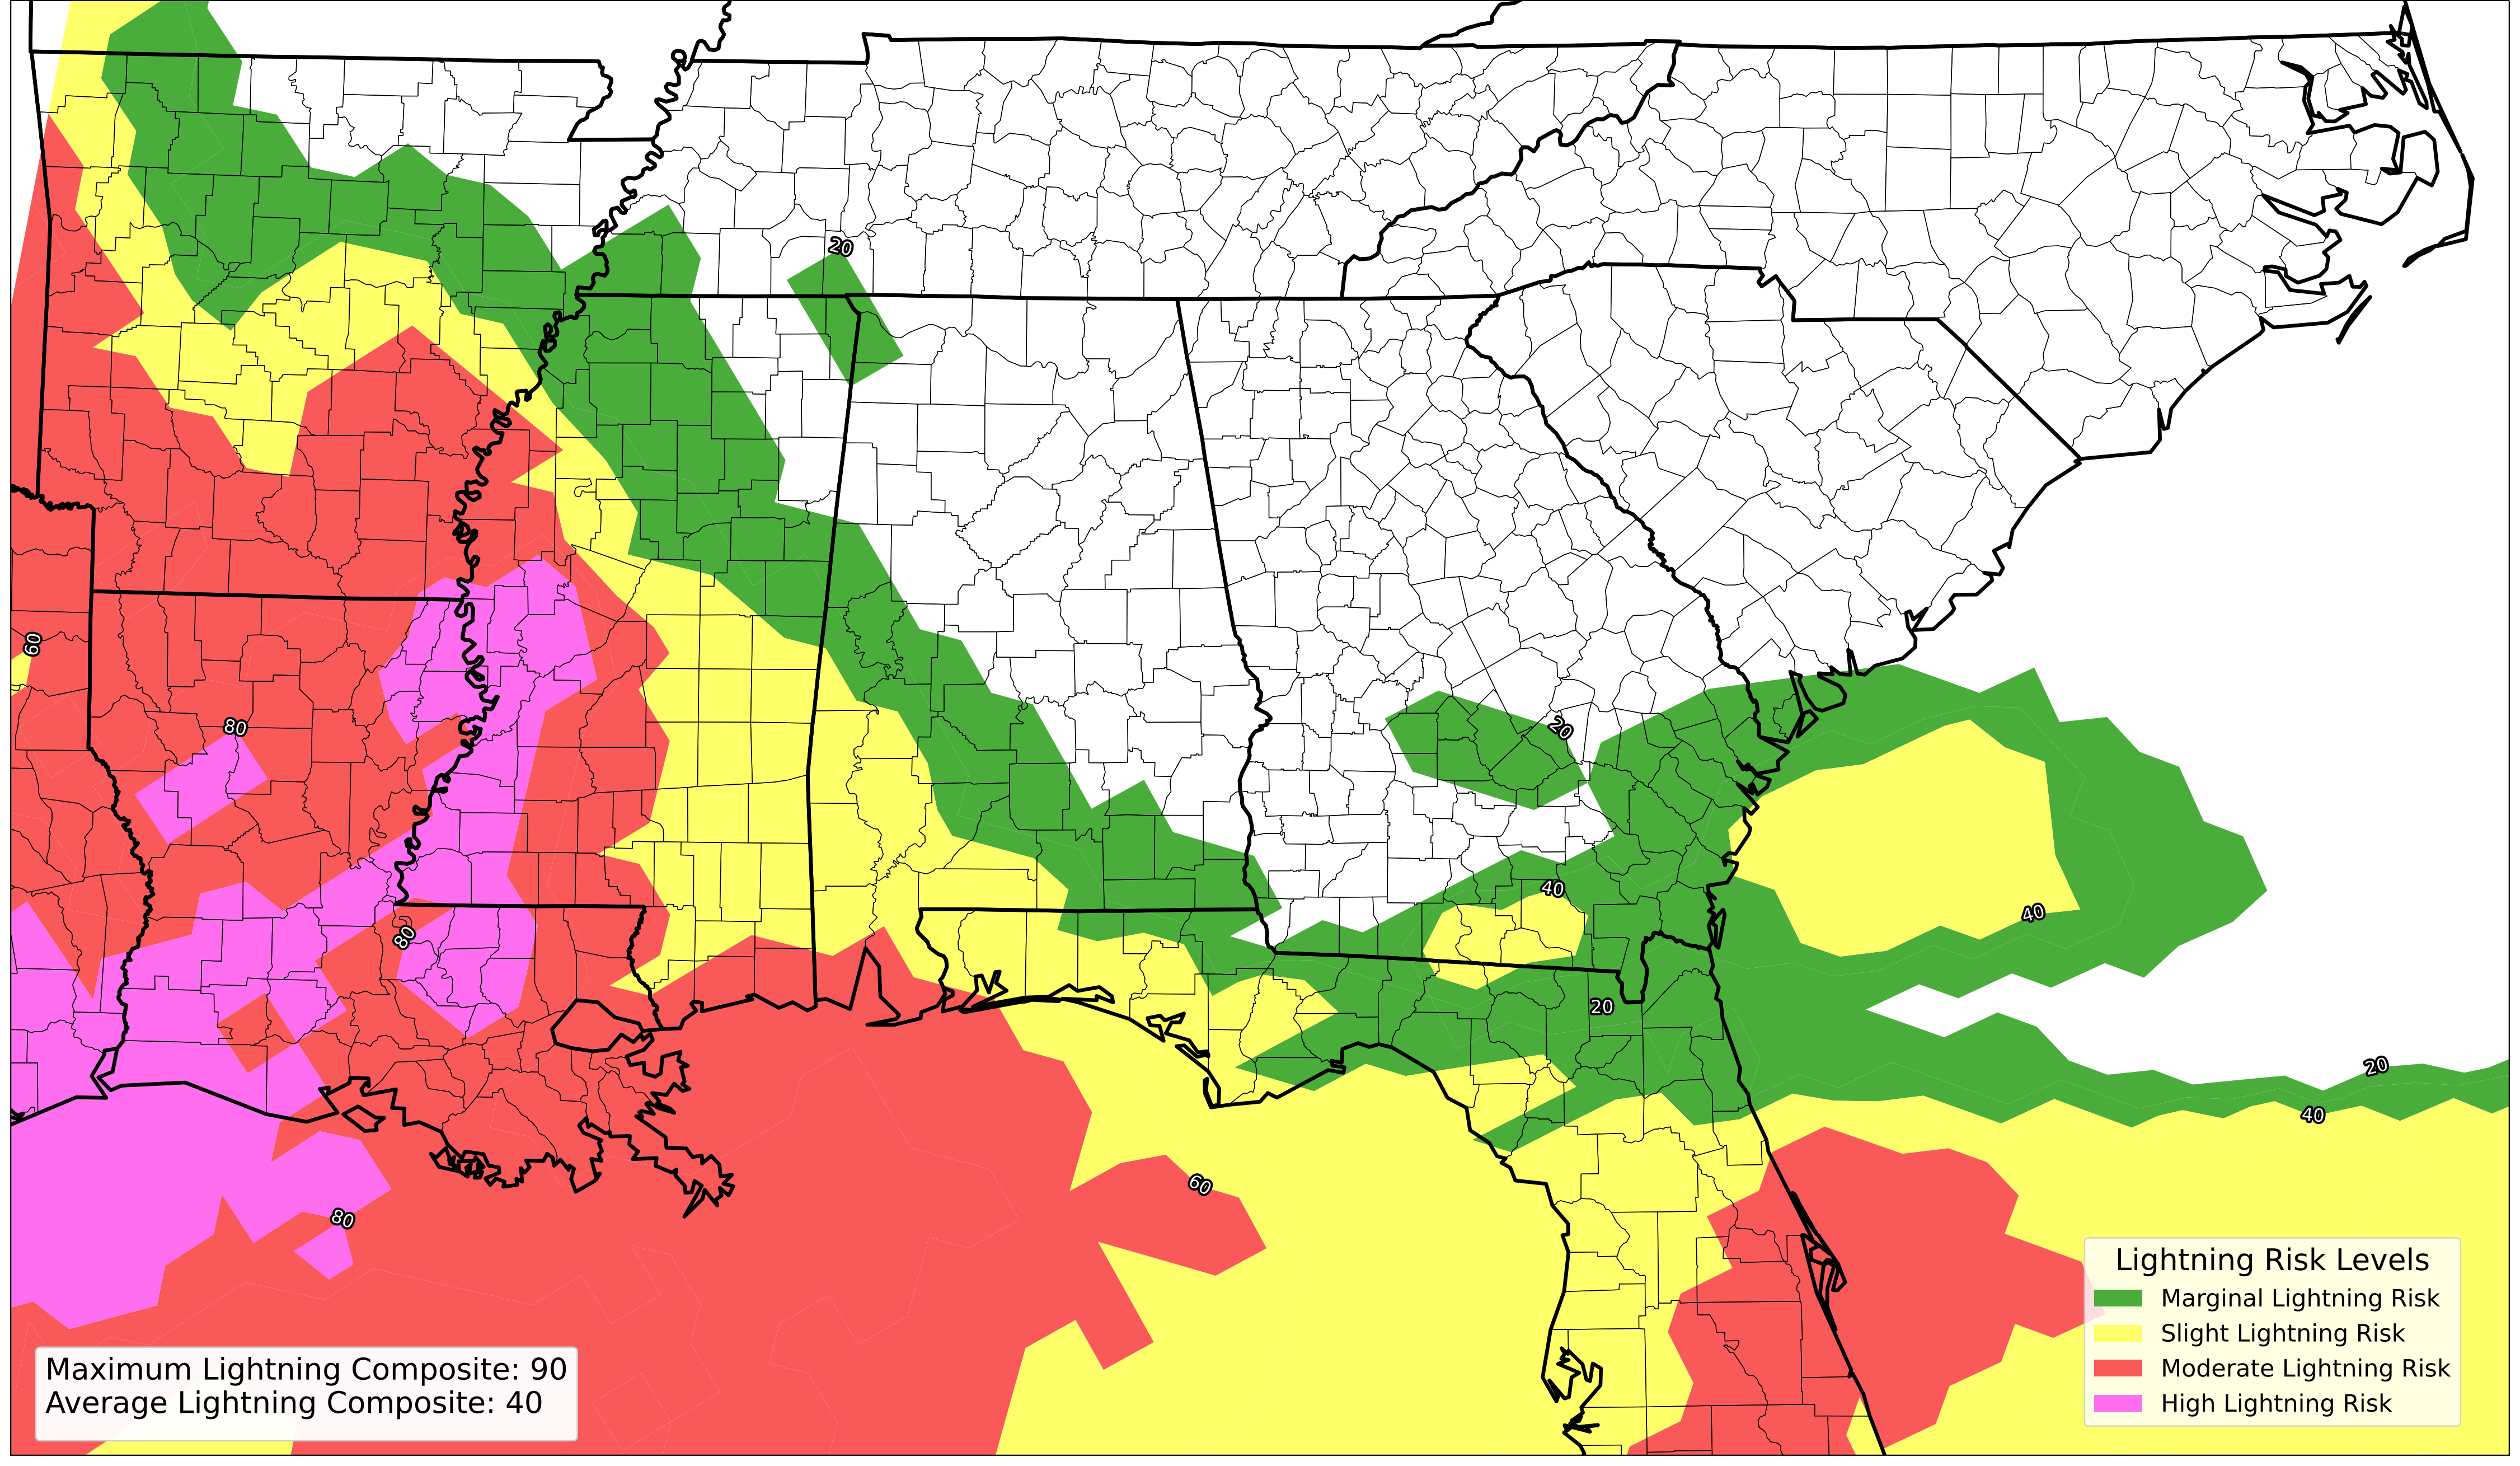 20
60
80
20
40
80
40
20
20
40
60
80
Lightning Risk Levels
Marginal Lightning Risk
Slight Lightning Risk
Moderate Lightning Risk
High Lightning Risk
Maximum Lightning Composite: 90
Average Lightning Composite: 40